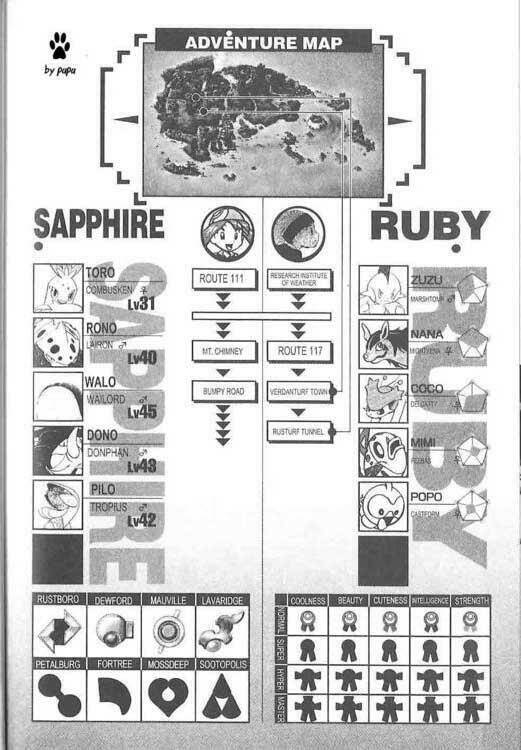 by papa
ADVENTURE MAP
SAPPHIRE
RUBY
TORO
COMBUSKEN ♀
Lv31
RONO
LAIRON ♂
Lv40
WALO
WAILORD ♂
Lv45
DONO
DONPHAN ♂
Lv43
PILO
TROPIUS ♂
Lv42
SAPPHIRE
ROUTE 111
MT. CHIMNEY
BUMPY ROAD
RESEARCH INSTITUTE
OF WEATHER
ROUTE 117
VERDANTURF TOWN
RUSTURF TUNNEL
ZUZU
MARSHTOMP ♂
NANA
MIGHTYENA ♀
COCO
DELCATTY ♀
MIMI
FEEBAS ♀
POPO
CASTFORM ♀
RUBY
RUSTBORO
DEWFORD
MAUVILLE
LAVARIDGE
PETALBURG
FORTREE
MOSSDEEP
SOOTOPOLIS
COOLNESS
BEAUTY
CUTENESS
INTELLIGENCE
STRENGTH
NORMAL
SUPER
HYPER
MASTER